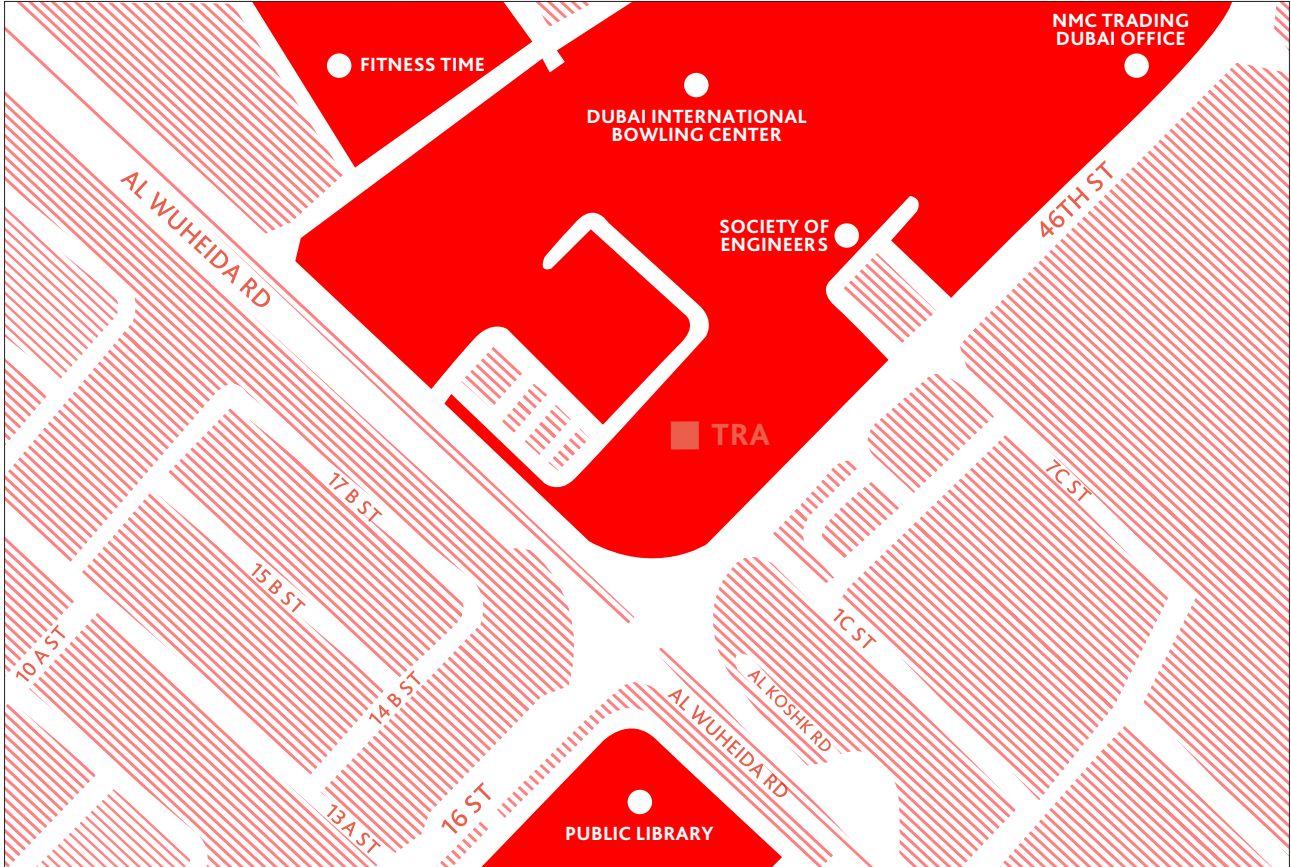 NMC TRADING
DUBAI OFFICE
FITNESS TIME
DUBAI INTERNATIONAL
BOWLING CENTER
AL WUHEIDA RD
46TH ST
SOCIETY OF
ENGINEERS
TRA
7C ST
17 B ST
15 B ST
1C ST
10 A ST
14 B ST
AL KOSHK RD
AL WUHEIDA RD
16 ST
13A ST
PUBLIC LIBRARY